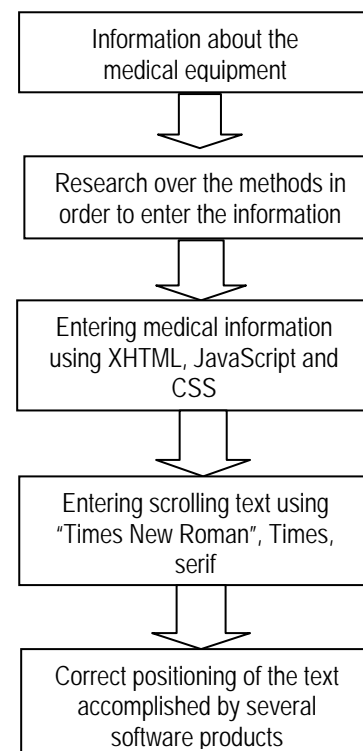 Information about the
medical equipment
Research over the methods in
order to enter the information
Entering medical information
using XHTML, JavaScript and
CSS
Entering scrolling text using
“Times New Roman”, Times,
serif
Correct positioning of the text
accomplished by several
software products